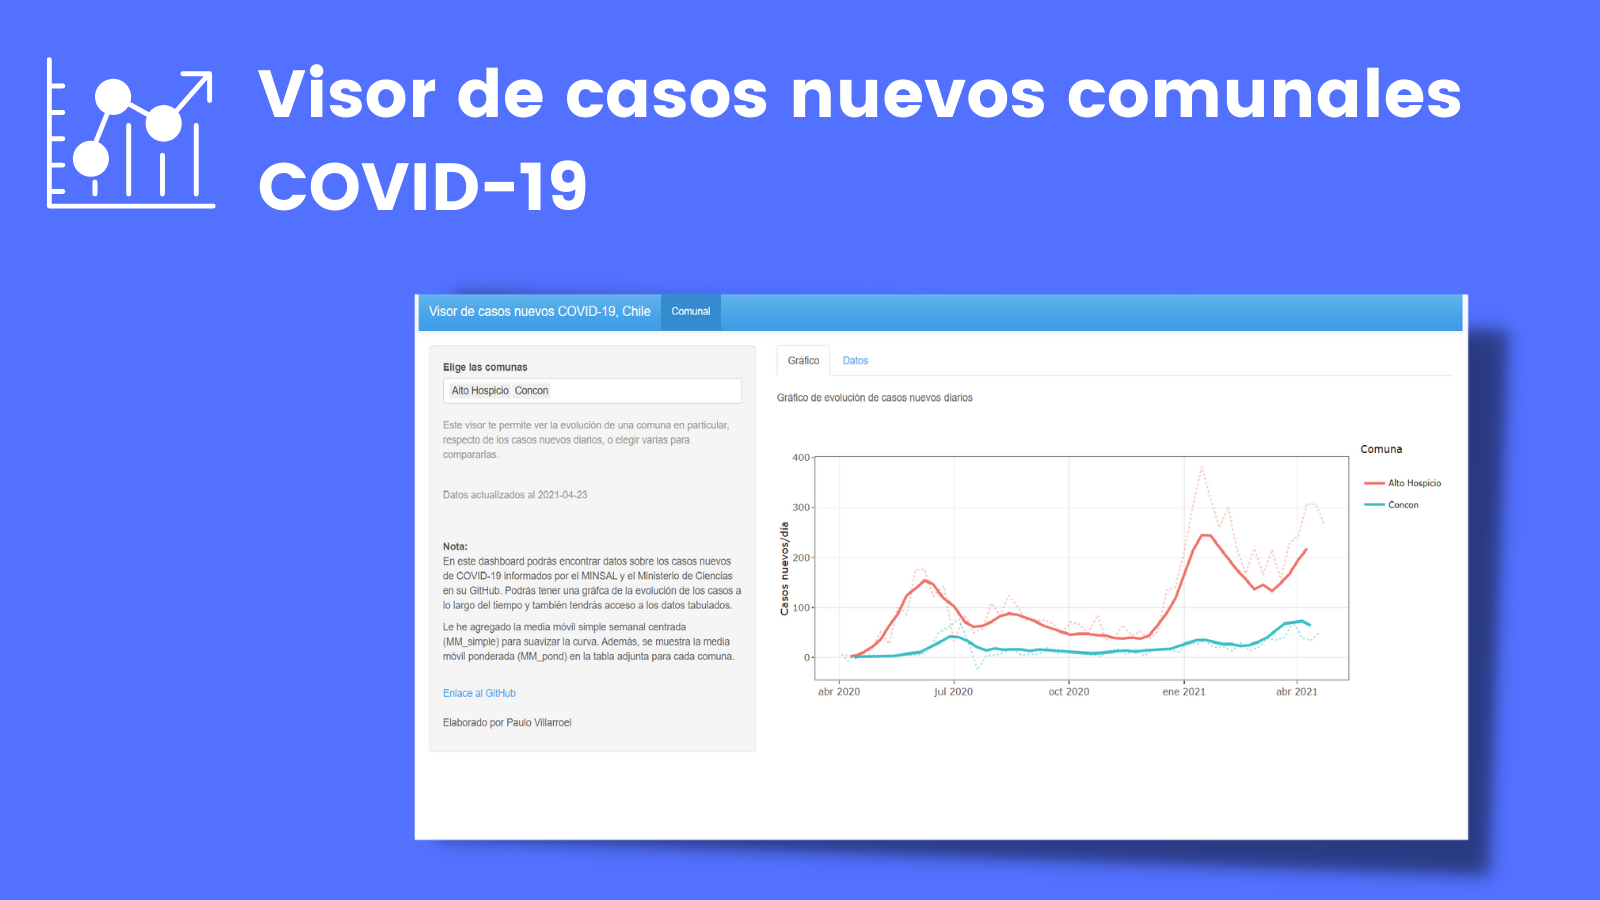 Visor de casos nuevos comunales
COVID-19
Visor de casos nuevos COVID-19, Chile
Comunal
Elige las comunas
Alto Hospicio Concon
Este visor te permite ver la evolución de una comuna en particular,
respecto de los casos nuevos diarios, o elegir varias para
compararlas.
Datos actualizados al 2021-04-23
Nota:
En este dashboard podrás encontrar datos sobre los casos nuevos
de COVID-19 informados por el MINSAL y el Ministerio de Ciencias
en su GitHub. Podrás tener una gráfca de la evolución de los casos a
lo largo del tiempo y también tendrás acceso a los datos tabulados.
Le he agregado la media móvil simple semanal centrada
(MM_simple) para suavizar la curva. Además, se muestra la media
móvil ponderada (MM_pond) en la tabla adjunta para cada comuna.
Enlace al GitHub
Elaborado por Paulo Villarroel
Gráfico
Datos
Gráfico de evolución de casos nuevos diarios
Casos nuevos/día
400
300
200
100
0
abr 2020
jul 2020
oct 2020
ene 2021
abr 2021
Comuna
Alto Hospicio
Concon